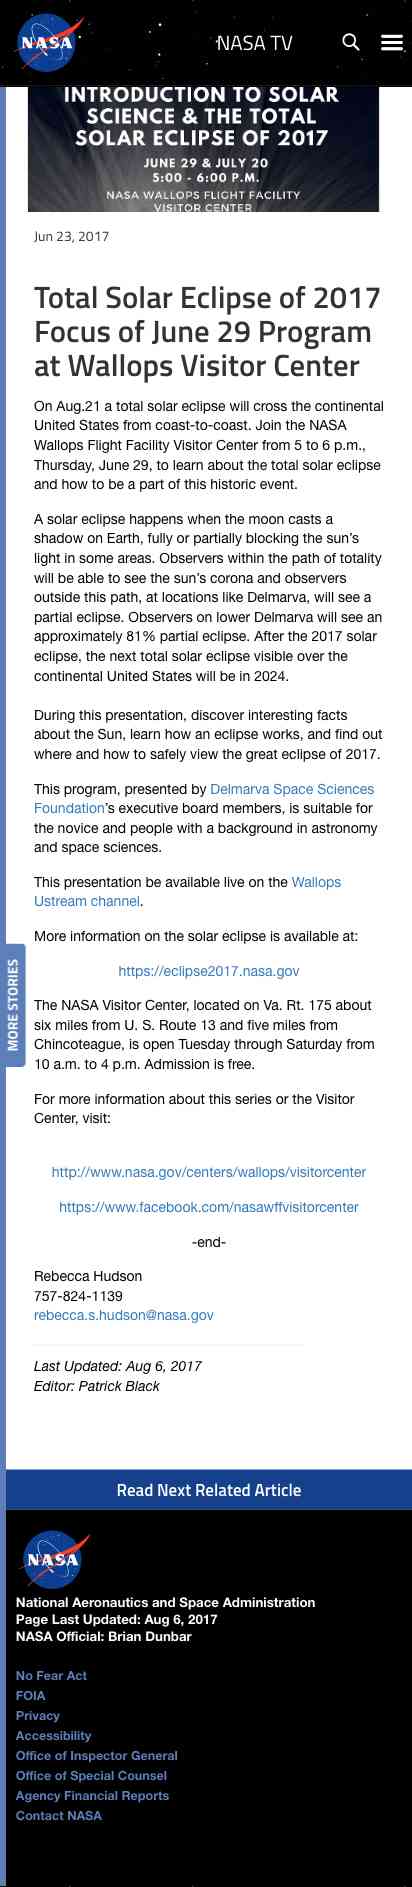 NASA
NASA TV
INTRODUCTION TO SOLAR
SCIENCE & THE TOTAL
SOLAR ECLIPSE OF 2017
JUNE 29 & JULY 20
5:00 - 6:00 P.M.
NASA WALLOPS FLIGHT FACILITY
VISITOR CENTER
Jun 23, 2017
Total Solar Eclipse of 2017
Focus of June 29 Program
at Wallops Visitor Center
On Aug.21 a total solar eclipse will cross the continental
United States from coast-to-coast. Join the NASA
Wallops Flight Facility Visitor Center from 5 to 6 p.m.,
Thursday, June 29, to learn about the total solar eclipse
and how to be a part of this historic event.
A solar eclipse happens when the moon casts a
shadow on Earth, fully or partially blocking the sun's
light in some areas. Observers within the path of totality
will be able to see the sun's corona and observers
outside this path, at locations like Delmarva, will see a
partial eclipse. Observers on lower Delmarva will see an
approximately 81% partial eclipse. After the 2017 solar
eclipse, the next total solar eclipse visible over the
continental United States will be in 2024.
During this presentation, discover interesting facts
about the Sun, learn how an eclipse works, and find out
where and how to safely view the great eclipse of 2017.
This program, presented by Delmarva Space Sciences
Foundation's executive board members, is suitable for
the novice and people with a background in astronomy
and space sciences.
This presentation be available live on the Wallops
Ustream channel.
More information on the solar eclipse is available at:
https://eclipse2017.nasa.gov
MORE STORIES
The NASA Visitor Center, located on Va. Rt. 175 about
six miles from U. S. Route 13 and five miles from
Chincoteague, is open Tuesday through Saturday from
10 a.m. to 4 p.m. Admission is free.
For more information about this series or the Visitor
Center, visit:
http://www.nasa.gov/centers/wallops/visitorcenter
https://www.facebook.com/nasawffvisitorcenter
-end-
Rebecca Hudson
757-824-1139
rebecca.s.hudson@nasa.gov
Last Updated: Aug 6, 2017
Editor: Patrick Black
Read Next Related Article
NASA
National Aeronautics and Space Administration
Page Last Updated: Aug 6, 2017
NASA Official: Brian Dunbar
No Fear Act
FOIA
Privacy
Accessibility
Office of Inspector General
Office of Special Counsel
Agency Financial Reports
Contact NASA